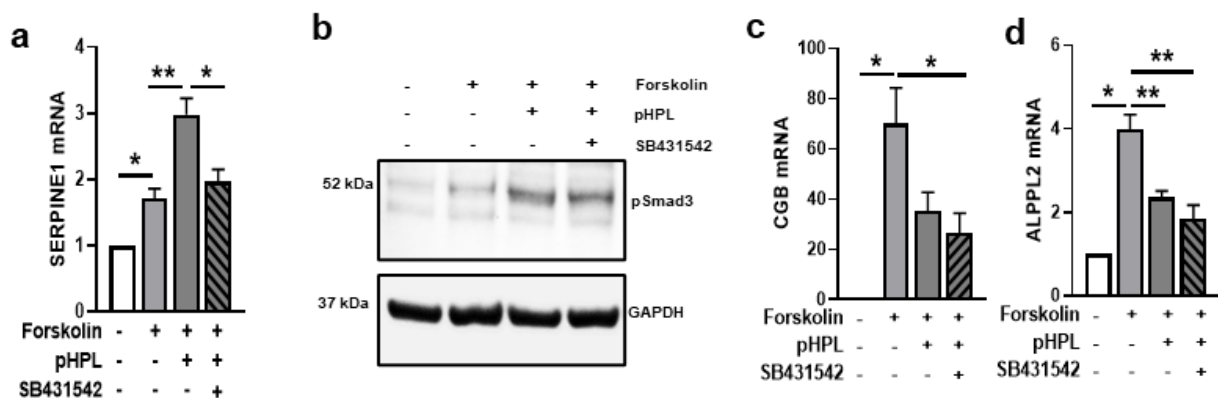 a
SERPINE1 mRNA
4
3
2
1
0
*
**
*
Forskolin - + + +
pHPL - - + +
SB431542 - - - +
b
- + + + Forskolin
- - + + pHPL
- - - + SB431542
52 kDa
pSmad3
37 kDa
GAPDH
c
CGB mRNA
100
80
60
40
20
0
*
*
Forskolin - + + +
pHPL - - + +
SB431542 - - - +
d
ALPPL2 mRNA
6
4
2
0
*
**
**
Forskolin - + + +
pHPL - - + +
SB431542 - - - +